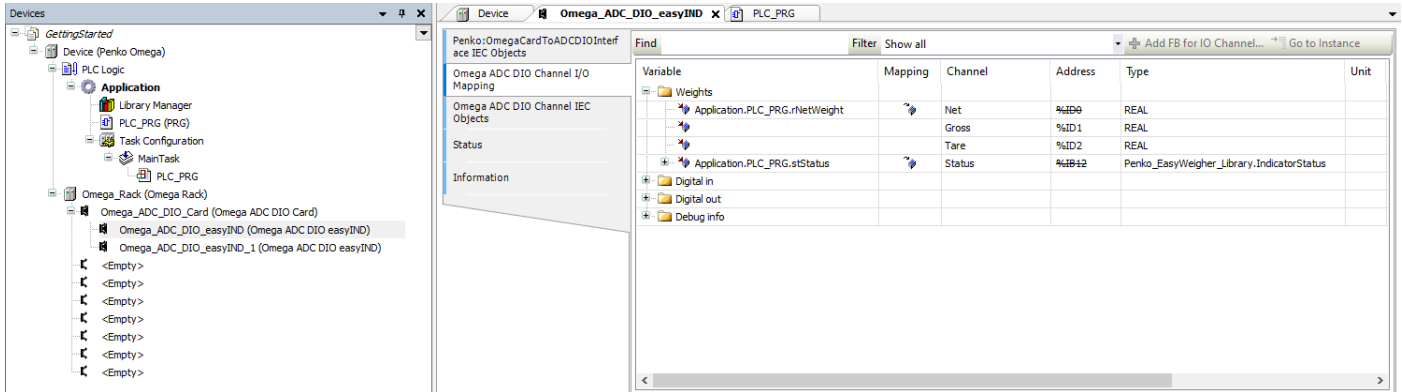 Devices
GettingStarted
Device (Penko Omega)
PLC Logic
Application
Library Manager
PLC_PRG (PRG)
Task Configuration
MainTask
PLC_PRG
Omega_Rack (Omega Rack)
Omega_ADC_DIO_Card (Omega ADC DIO Card)
Omega_ADC_DIO_easyIND (Omega ADC DIO easyIND)
Omega_ADC_DIO_easyIND_1 (Omega ADC DIO easyIND)
<Empty>
<Empty>
<Empty>
<Empty>
<Empty>
<Empty>
<Empty>
Device Omega_ADC_DIO_easyIND PLC_PRG
Penko:OmegaCardToADCDIOInterf
ace IEC Objects
Omega ADC DIO Channel I/O
Mapping
Omega ADC DIO Channel IEC
Objects
Status
Information
Find Filter Show all Add FB for IO Channel... Go to Instance
Variable Mapping Channel Address Type Unit
Weights
Application.PLC_PRG.rNetWeight Net %ID0 REAL
Gross %ID1 REAL
Tare %ID2 REAL
Application.PLC_PRG.stStatus Status %IB12 Penko_EasyWeigher_Library.IndicatorStatus
Digital in
Digital out
Debug info